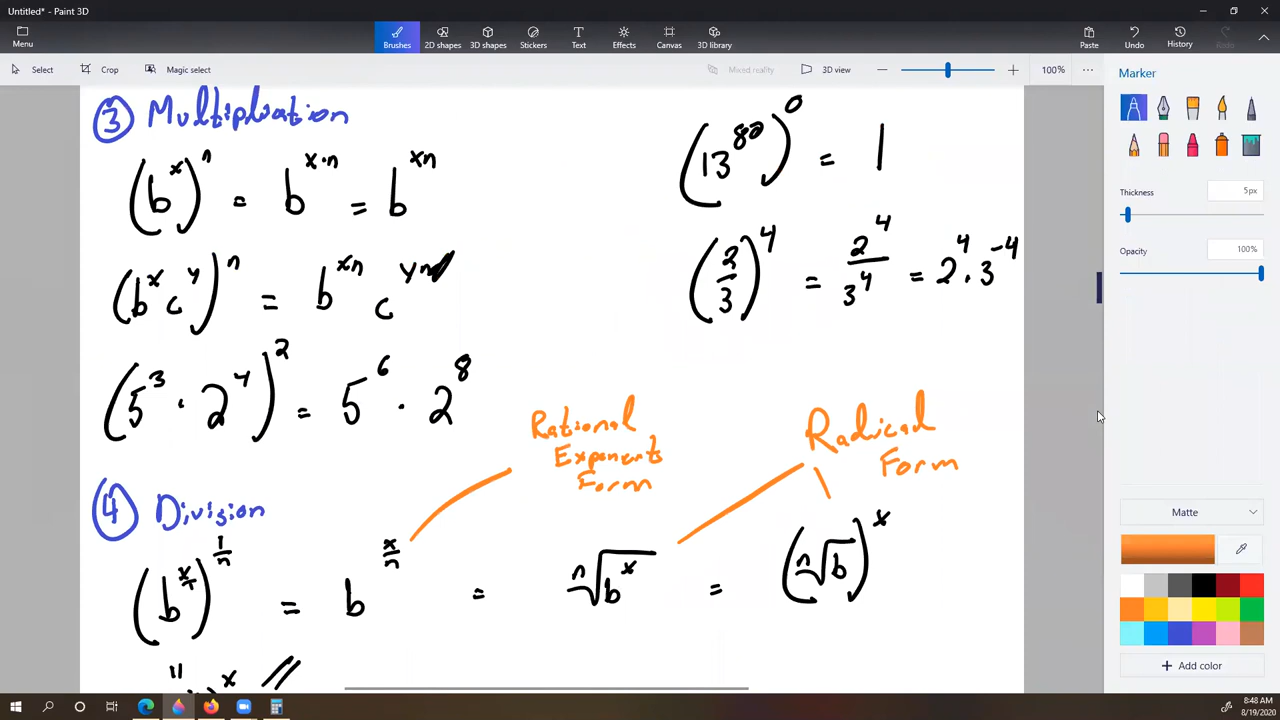 Untitled* - Paint 3D
Menu
Brushes
2D shapes
3D shapes
Stickers
Text
Effects
Canvas
3D library
Paste
Undo
History
Redo
Select
Crop
Magic select
Mixed reality
3D view
100%
Marker
Thickness
5px
Opacity
100%
Matte
Add color
③ Multiplication
(b^x)^n = b^(x·n) = b^(xn)
(b^x c^y)^n = b^(xn) c^(yn)
(5^3 · 2^4)^2 = 5^6 · 2^8
(13^80)^0 = 1
(2/3)^4 = 2^4/3^4 = 2^4 · 3^-4
Rational
Exponents
Form
Radical
Form
④ Division
(b^(x/1))^(1/n) = b^(x/n) = ⁿ√(b^x) = (ⁿ√b)^x
8:48 AM
8/19/2020